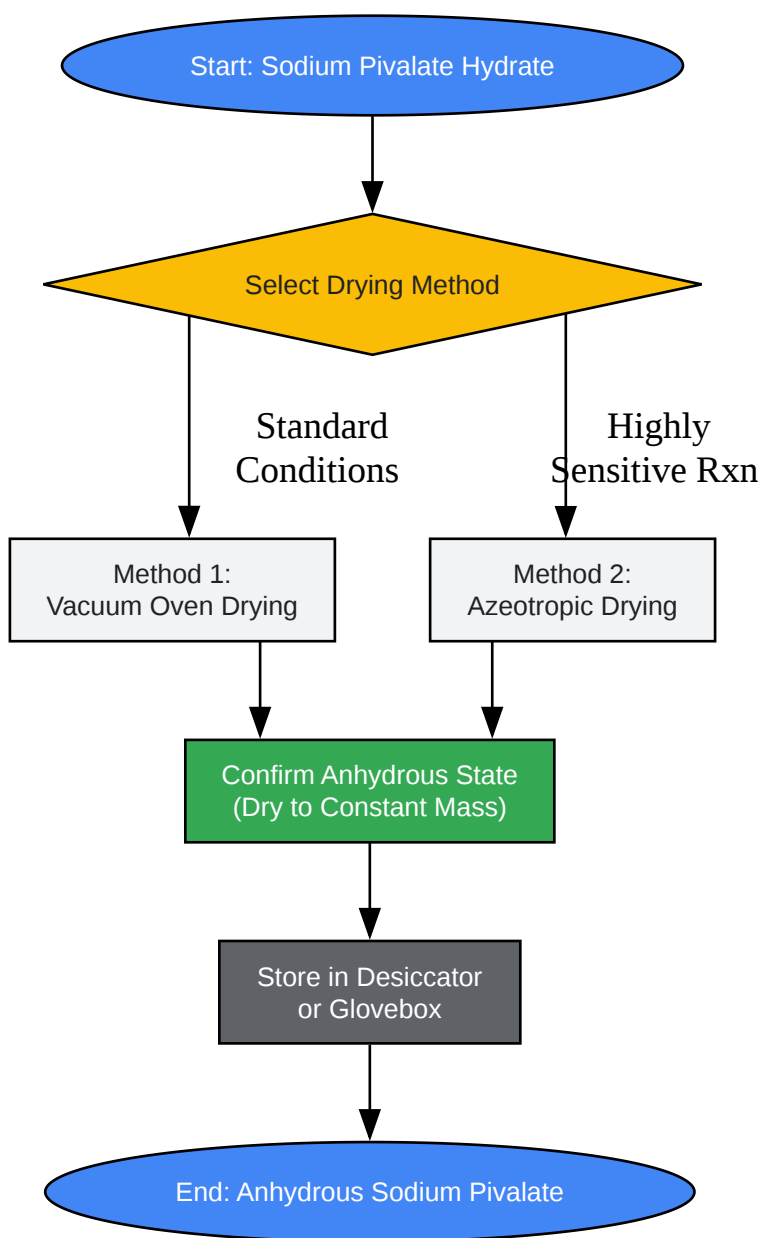 Start: Sodium Pivalate Hydrate
Select Drying Method
Standard
Conditions
Highly
Sensitive Rxn
Method 1:
Vacuum Oven Drying
Method 2:
Azeotropic Drying
Confirm Anhydrous State
(Dry to Constant Mass)
Store in Desiccator
or Glovebox
End: Anhydrous Sodium Pivalate